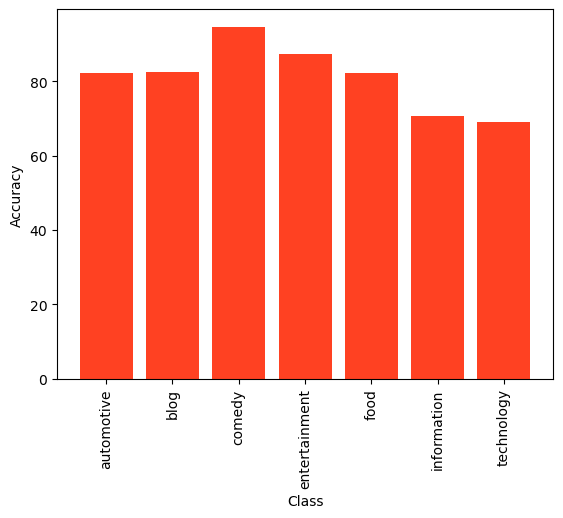 Accuracy
80
60
40
20
0
automotive
blog
comedy
entertainment
food
information
technology
Class